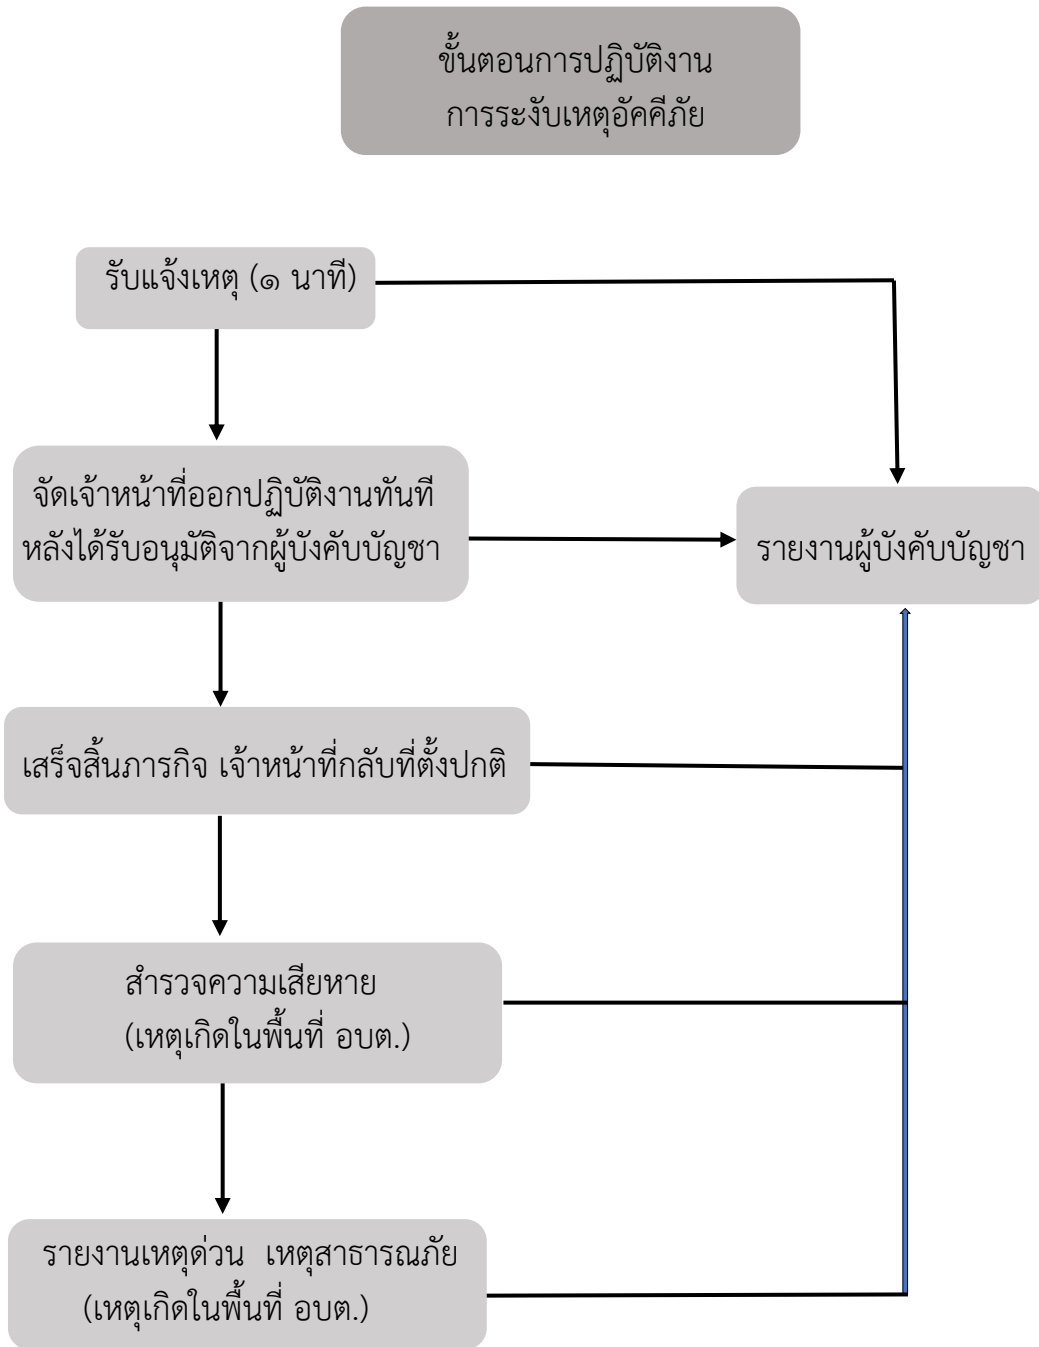 ขั้นตอนการปฏิบัติงาน
การระงับเหตุอัคคีภัย
รับแจ้งเหตุ (๑ นาที)
จัดเจ้าหน้าที่ออกปฏิบัติงานทันที
หลังได้รับอนุมัติจากผู้บังคับบัญชา
รายงานผู้บังคับบัญชา
เสร็จสิ้นภารกิจ เจ้าหน้าที่กลับที่ตั้งปกติ
สำรวจความเสียหาย
(เหตุเกิดในพื้นที่ อบต.)
รายงานเหตุด่วน เหตุสาธารณภัย
(เหตุเกิดในพื้นที่ อบต.)